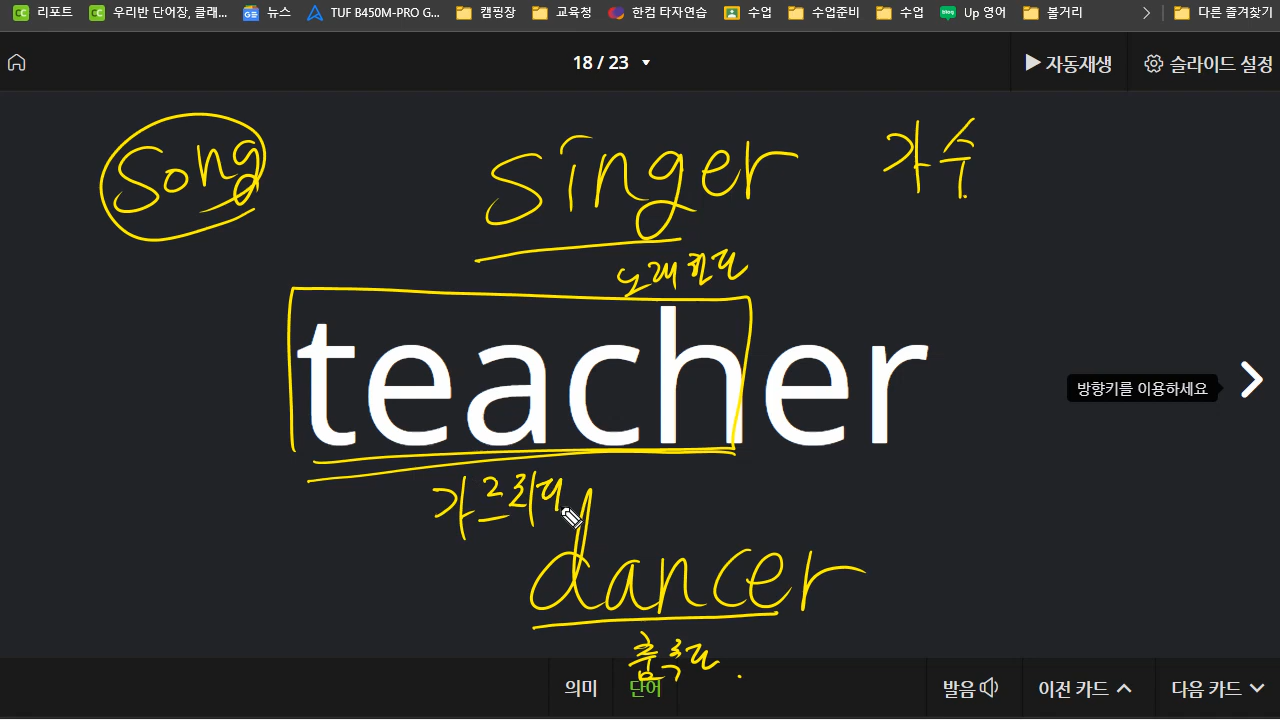 리포트 우리반 단어장, 클래... 뉴스 TUF B450M-PRO G... 캠핑장 교육청 한컴 타자연습 수업 수업준비 수업 Up 영어 볼거리 다른 즐겨찾기
18 / 23 자동재생 슬라이드 설정
song singer 가수
노래한다
teacher
방향키를 이용하세요
가르치다
dancer
춤춘다.
의미 단어 발음 이전 카드 다음 카드